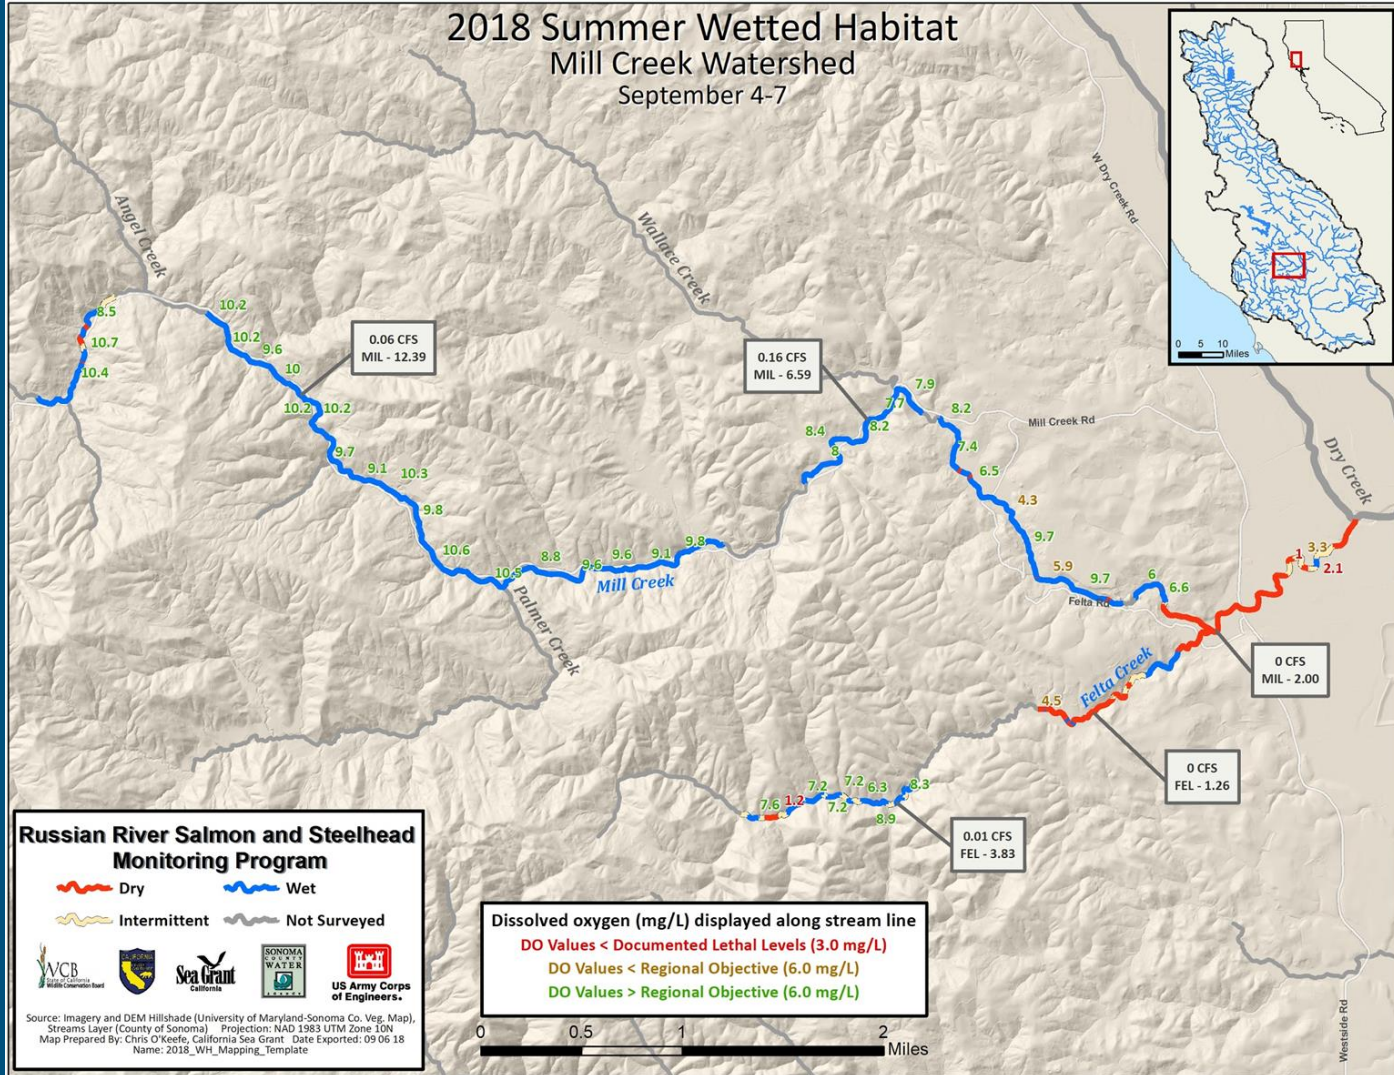 2018 Summer Wetted Habitat
Mill Creek Watershed
September 4-7
0 5 10
Miles
W Dry Creek Rd
Angel Creek
Wallace Creek
8.5
10.7
10.4
10.2
10.2
9.6
10
10.2
10.2
0.06 CFS
MIL - 12.39
9.7
9.1
10.3
9.8
10.6
10.5
8.8
9.6
9.6
9.1
9.8
Mill Creek
Palmer Creek
0.16 CFS
MIL - 6.59
8.4
8
8.2
7.7
7.9
8.2
7.4
6.5
4.3
9.7
5.9
9.7
6
6.6
Mill Creek Rd
Dry Creek
Felta Rd
1
3.3
2.1
0 CFS
MIL - 2.00
Felta Creek
4.5
0 CFS
FEL - 1.26
7.6
1.2
7.2
7.2
7.2
6.3
8.9
8.3
0.01 CFS
FEL - 3.83
Westside Rd
Russian River Salmon and Steelhead
Monitoring Program
Dry
Wet
Intermittent
Not Surveyed
WCB
State of California
Wildlife Conservation Board
CALIFORNIA
Sea Grant
California
SONOMA
COUNTY
WATER
AGENCY
US Army Corps
of Engineers®
Source: Imagery and DEM Hillshade (University of Maryland-Sonoma Co. Veg. Map),
Streams Layer (County of Sonoma) Projection: NAD 1983 UTM Zone 10N
Map Prepared By: Chris O'Keefe, California Sea Grant Date Exported: 09 06 18
Name: 2018_WH_Mapping_Template
Dissolved oxygen (mg/L) displayed along stream line
DO Values < Documented Lethal Levels (3.0 mg/L)
DO Values < Regional Objective (6.0 mg/L)
DO Values > Regional Objective (6.0 mg/L)
0 0.5 1 2
Miles